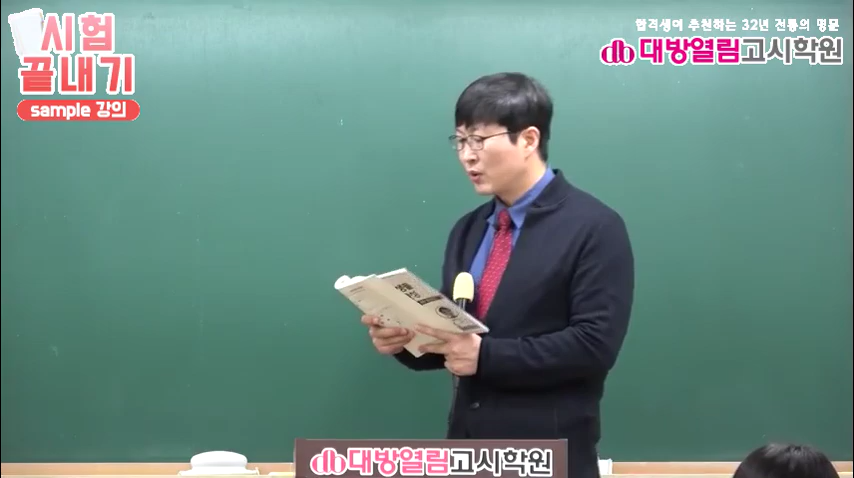 시험
끝내기
sample 강의
합격생이 추천하는 32년 전통의 명문
db 대방열림고시학원
db 대방열림고시학원